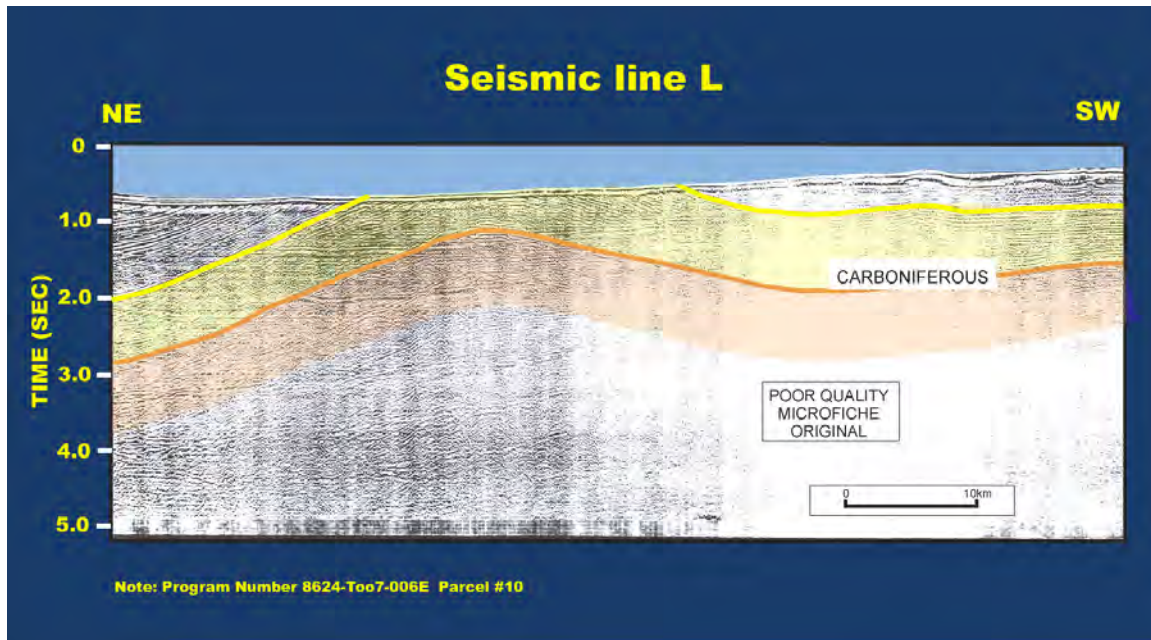 Seismic line L
NE
SW
0
1.0
2.0
3.0
4.0
5.0
TIME (SEC)
CARBONIFEROUS
POOR QUALITY
MICROFICHE
ORIGINAL
0 10km
Note: Program Number 8624-Too7-006E Parcel #10